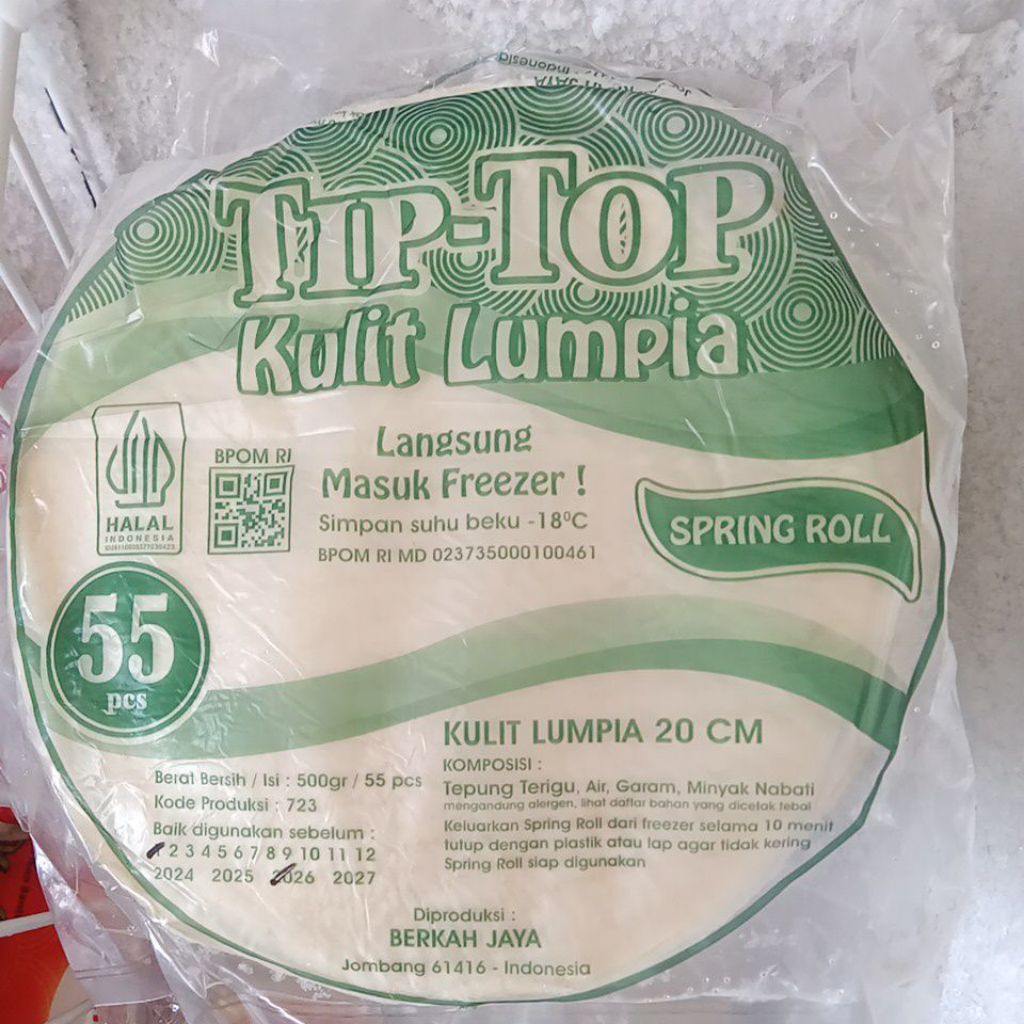 TIP-TOP
Kulit Lumpia
HALAL
INDONESIA
BPOM RI
Langsung
Masuk Freezer !
Simpan suhu beku -18⁰C
BPOM RI MD 023735000100461
SPRING ROLL
55
pcs
Berat Bersih / Isi : 500gr / 55 pcs
Kode Produksi : 723
Baik digunakan sebelum :
1 2 3 4 5 6 7 8 9 10 11 12
2024 2025 2026 2027
KULIT LUMPIA 20 CM
KOMPOSISI :
Tepung Terigu, Air, Garam, Minyak Nabati
mengandung alergen, lihat daftar bahan yang dicetak tebal
Keluarkan Spring Roll dari freezer selama 10 menit
tutup dengan plastik atau lap agar tidak kering
Spring Roll siap digunakan
Diproduksi :
BERKAH JAYA
Jombang 61416 - Indonesia